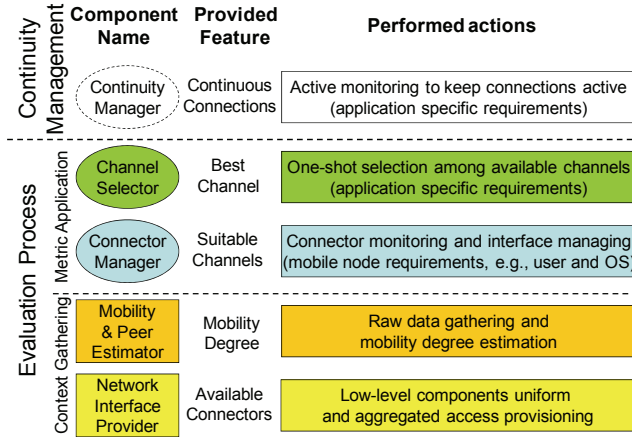 Component
Name
Provided
Feature
Performed actions
Continuity
Management
Continuity
Manager
Continuous
Connections
Active monitoring to keep connections active
(application specific requirements)
Evaluation Process
Metric Application
Channel
Selector
Best
Channel
One-shot selection among available channels
(application specific requirements)
Connector
Manager
Suitable
Channels
Connector monitoring and interface managing
(mobile node requirements, e.g., user and OS)
Context Gathering
Mobility
& Peer
Estimator
Mobility
Degree
Raw data gathering and
mobility degree estimation
Network
Interface
Provider
Available
Connectors
Low-level components uniform
and aggregated access provisioning